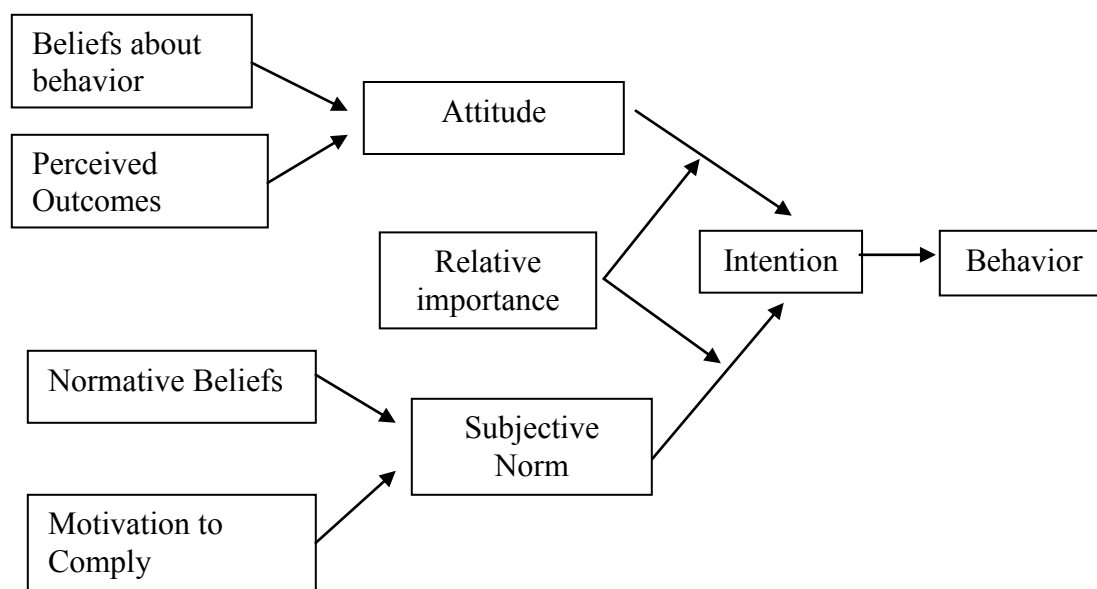 Beliefs about
behavior
Attitude
Perceived
Outcomes
Relative
importance
Intention
Behavior
Normative Beliefs
Subjective
Norm
Motivation to
Comply